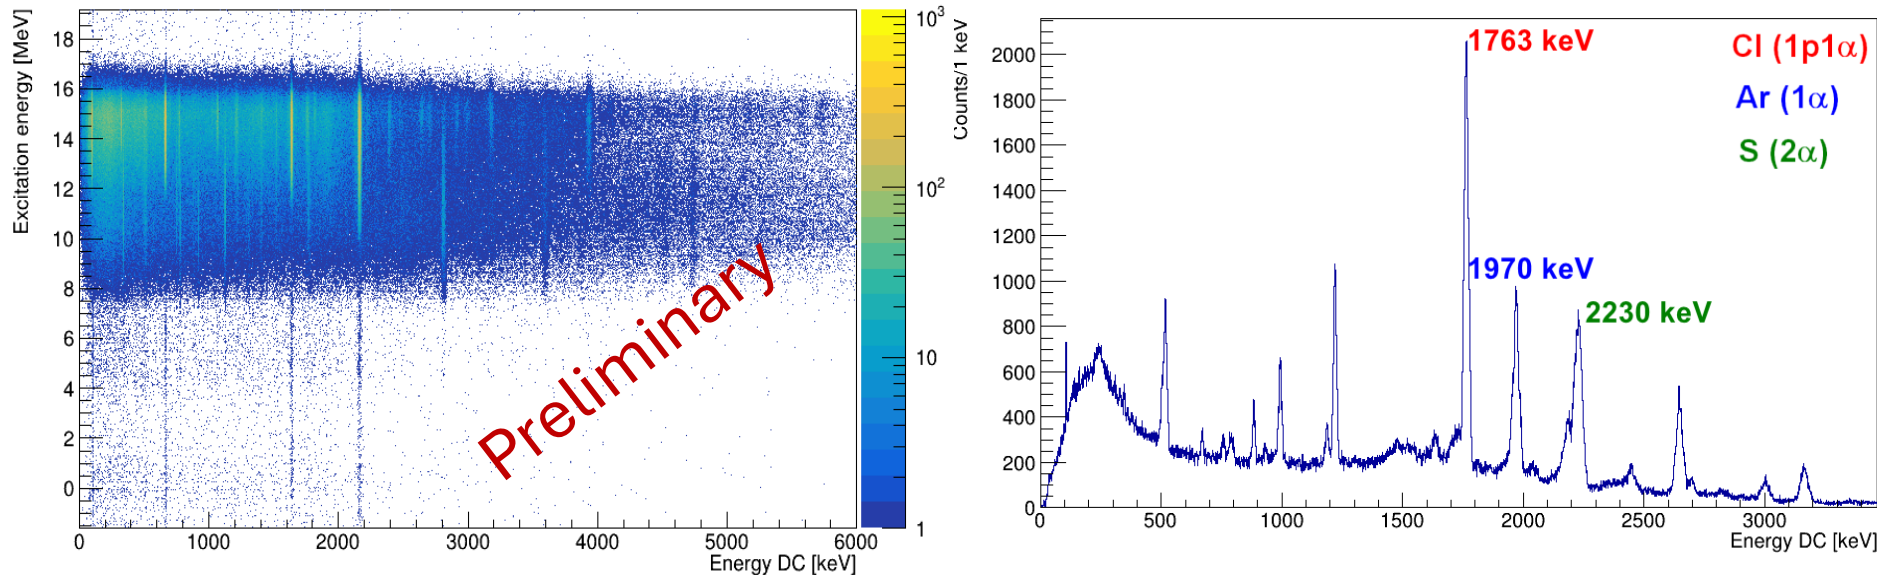 Excitation energy [MeV]
18
16
14
12
10
8
6
4
2
0
0 1000 2000 3000 4000 5000 6000
Energy DC [keV]
10³
10²
10
1
Preliminary
Counts/1 keV
2000
1800
1600
1400
1200
1000
800
600
400
200
0
0 500 1000 1500 2000 2500 3000
Energy DC [keV]
1763 keV
1970 keV
2230 keV
Cl (1p1α)
Ar (1α)
S (2α)